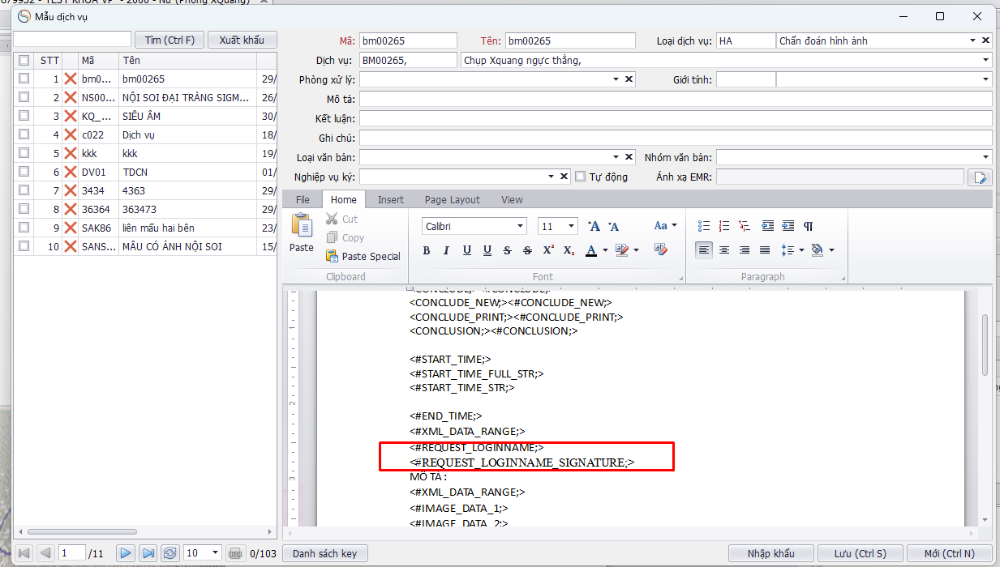 Mẫu dịch vụ
Tìm (Ctrl F)
Xuất khẩu
STT Mã Tên
1 bm0... bm00265 29/
2 NS00... NỘI SOI ĐẠI TRÀNG SIGM... 26/
3 KQ_... SIÊU ÂM 30/
4 c022 Dịch vụ 18/
5 kkk kkk 19/
6 DV01 TDCN 01/
7 3434 4363 29/
8 36364 363473 29/
9 SAK86 liên mấu hai bên 23/
10 SANS... MẪU CÓ ẢNH NỘI SOI 15/
1 /11 10 0/103
Mã: bm00265 Tên: bm00265 Loại dịch vụ: HA Chẩn đoán hình ảnh
Dịch vụ: BM00265, Chụp Xquang ngực thẳng,
Phòng xử lý: Giới tính:
Mô tả:
Kết luận:
Ghi chú:
Loại văn bản: Nhóm văn bản:
Nghiệp vụ ký: Tự động Ánh xạ EMR:
File Home Insert Page Layout View
Paste
Cut
Copy
Paste Special
Clipboard
Calibri 11
Font
Paragraph
<CONCLUDE;><#CONCLUDE;>
<CONCLUDE_NEW;><#CONCLUDE_NEW;>
<CONCLUDE_PRINT;><#CONCLUDE_PRINT;>
<CONCLUSION;><#CONCLUSION;>
<#START_TIME;>
<#START_TIME_FULL_STR;>
<#START_TIME_STR;>
<#END_TIME;>
<#XML_DATA_RANGE;>
<#REQUEST_LOGINNAME;>
<#REQUEST_LOGINNAME_SIGNATURE;>
MÔ TẢ :
<#XML_DATA_RANGE;>
<#IMAGE_DATA_1;>
<#IMAGE_DATA_2;>
Danh sách key
Nhập khẩu
Lưu (Ctrl S)
Mới (Ctrl N)